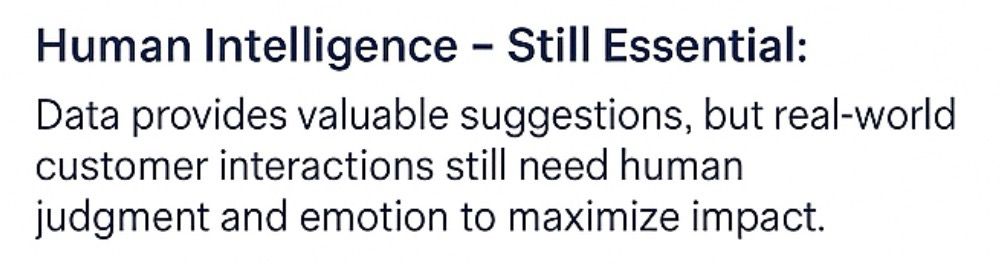 Human Intelligence – Still Essential:
Data provides valuable suggestions, but real-world
customer interactions still need human
judgment and emotion to maximize impact.